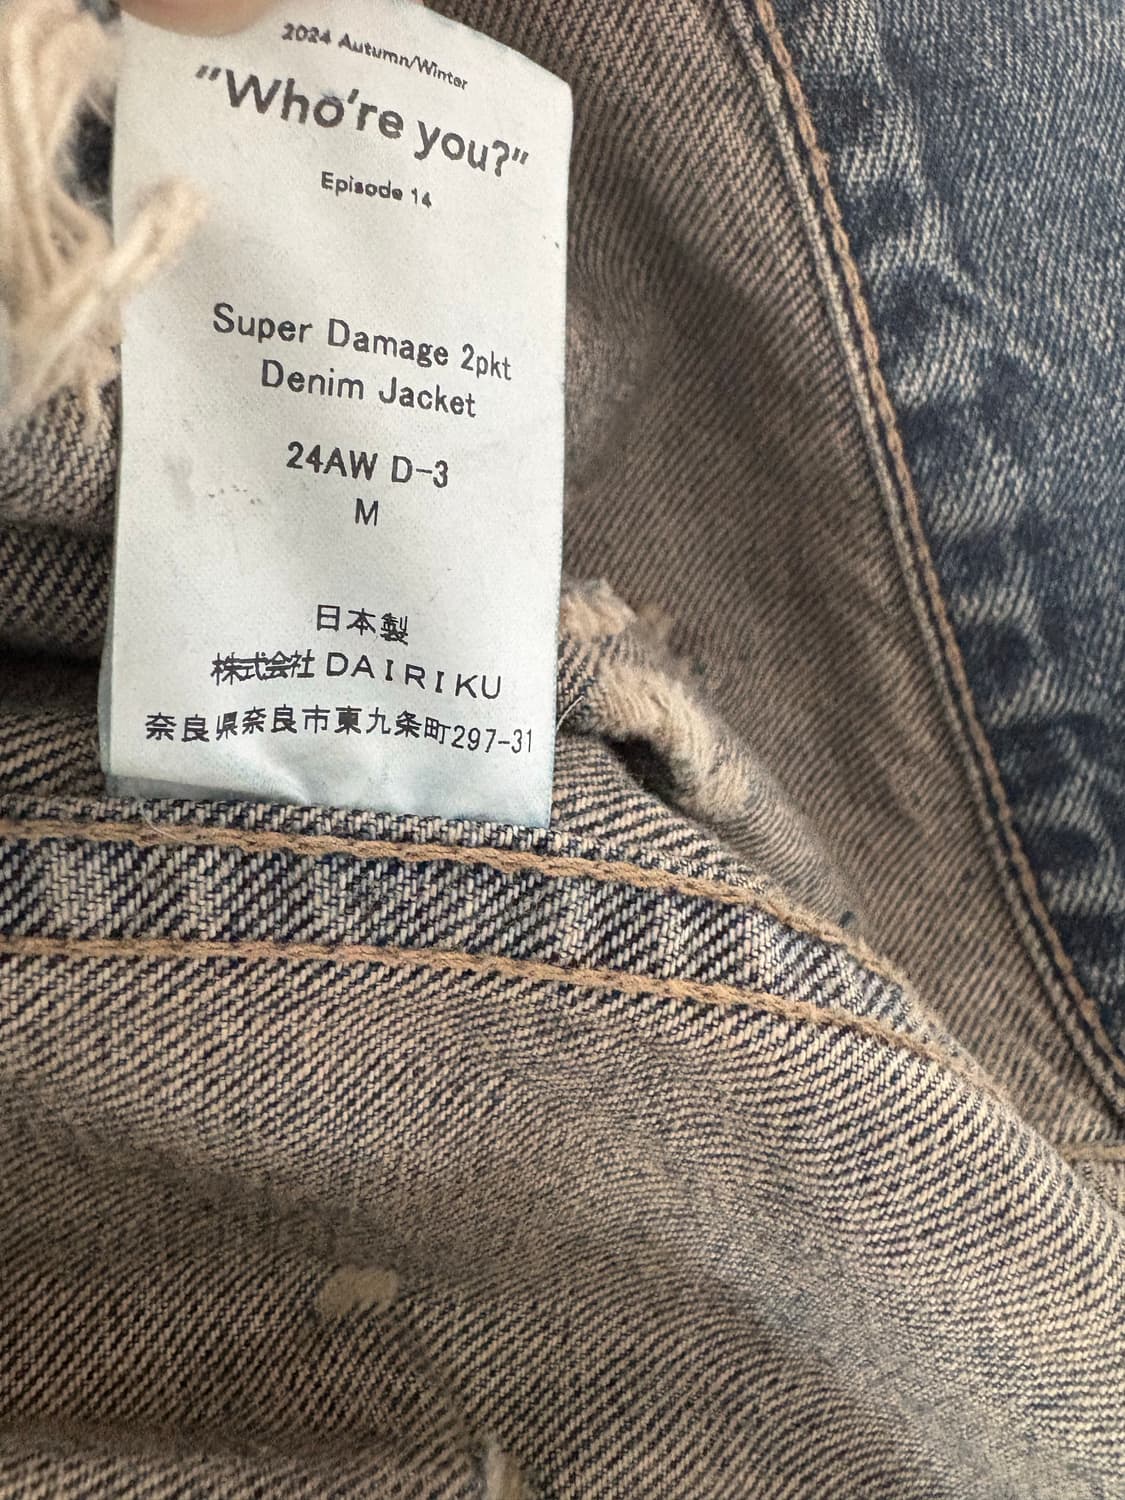 2024 Autumn/Winter
"Who're you?"
Episode 14
Super Damage 2pkt
Denim Jacket
24AW D-3
M
日本製
株式会社 DAIRIKU
奈良県奈良市東九条町297-31